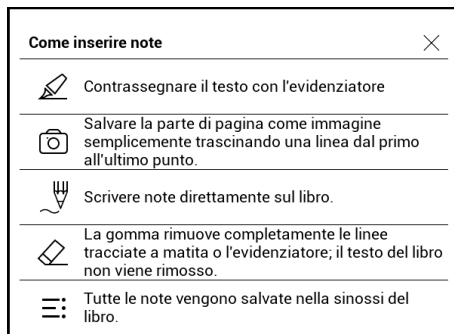 Come inserire note
Contrassegnare il testo con l'evidenziatore
Salvare la parte di pagina come immagine
semplicemente trascinando una linea dal primo
all'ultimo punto.
Scrivere note direttamente sul libro.
La gomma rimuove completamente le linee
tracciate a matita o l'evidenziatore; il testo del libro
non viene rimosso.
Tutte le note vengono salvate nella sinossi del
libro.